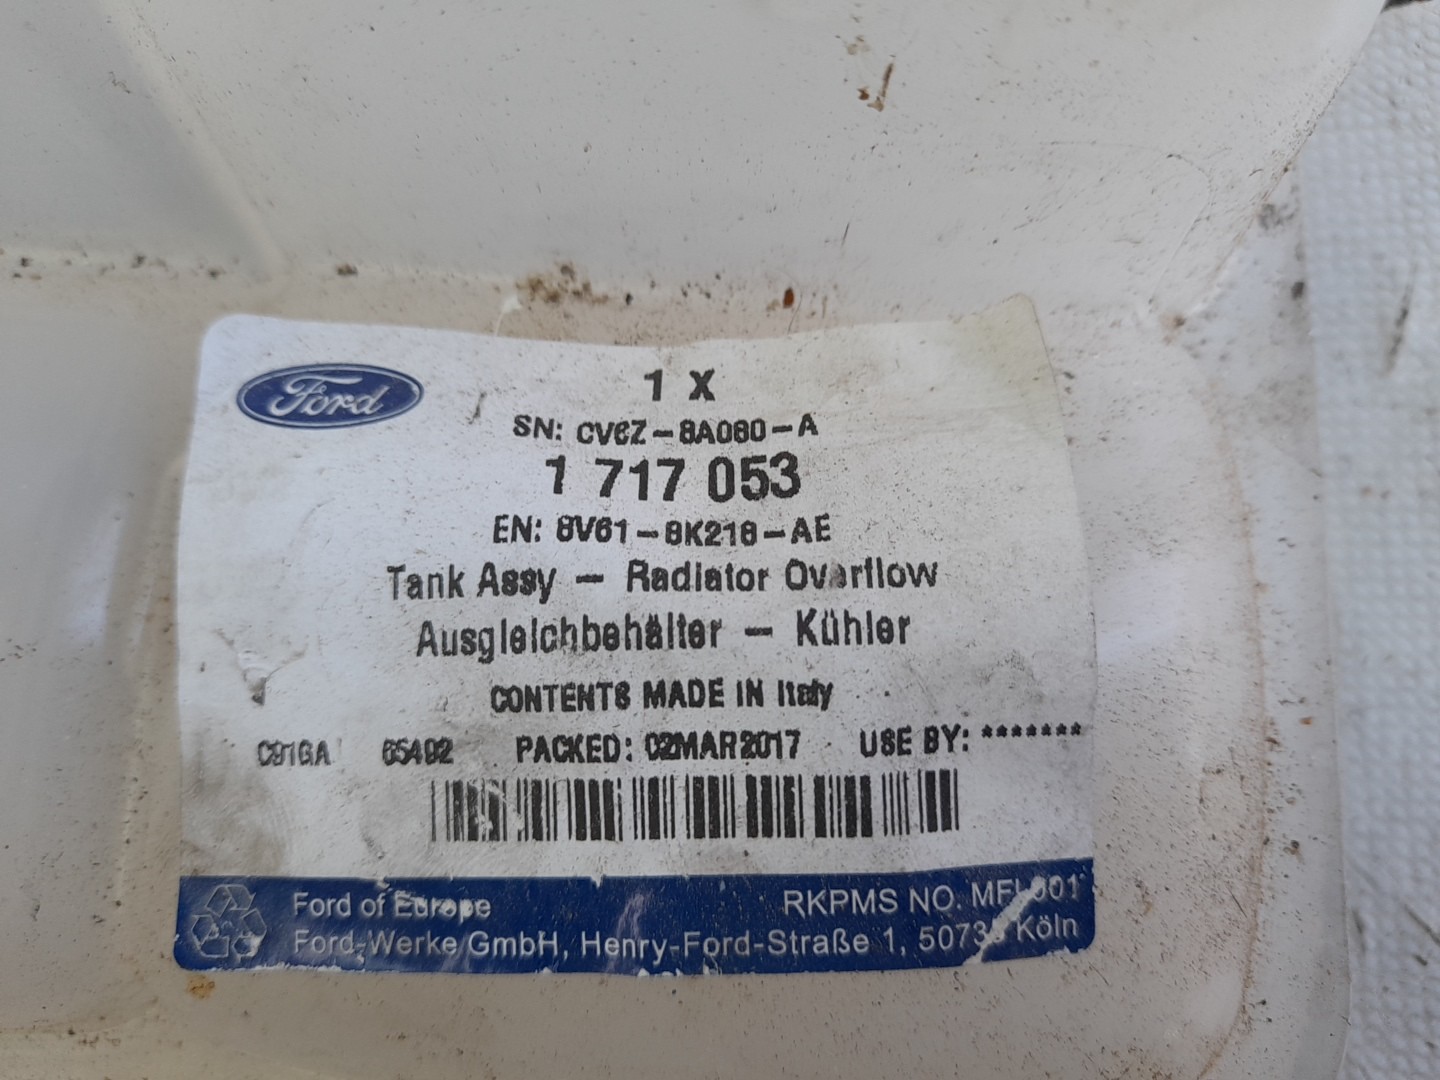 Ford
1 X
SN: CV6Z-8A080-A
1 717 053
EN: 8V61-8K218-AE
Tank Assy - Radiator Overflow
Ausgleichbehälter - Kühler
CONTENTS MADE IN Italy
C91GA 65492 PACKED: 02MAR2017 USE BY: *******
Ford of Europe RKPMS NO.
Ford-Werke GmbH, Henry-Ford-Straße 1, Köln